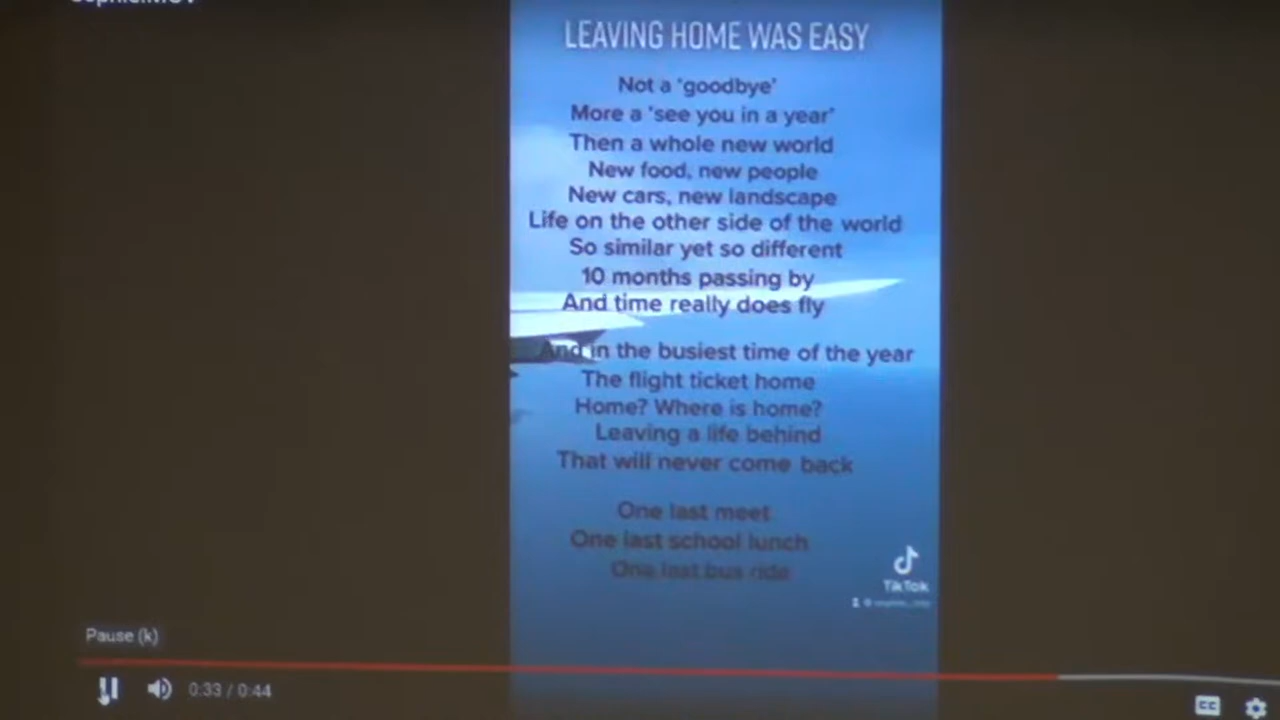 LEAVING HOME WAS EASY
Not a 'goodbye'
More a 'see you in a year'
Then a whole new world
New food, new people
New cars, new landscape
Life on the other side of the world
So similar yet so different
10 months passing by
And time really does fly
And in the busiest time of the year
The flight ticket home
Home? Where is home?
Leaving a life behind
That will never come back
One last meet
One last school lunch
One last bus ride
TikTok
Pause (k)
0:33 / 0:44
CC